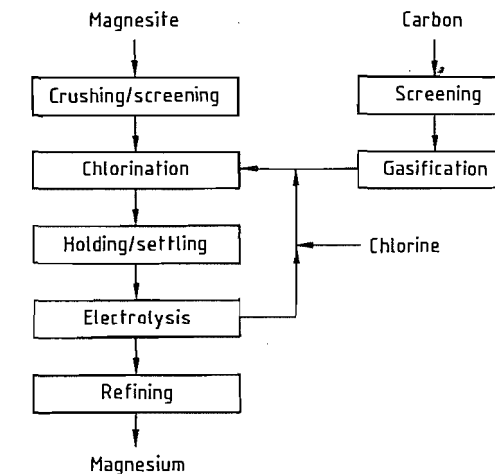 Magnesite
Carbon
Crushing/screening
Screening
Chlorination
Gasification
Holding/settling
Chlorine
Electrolysis
Refining
Magnesium